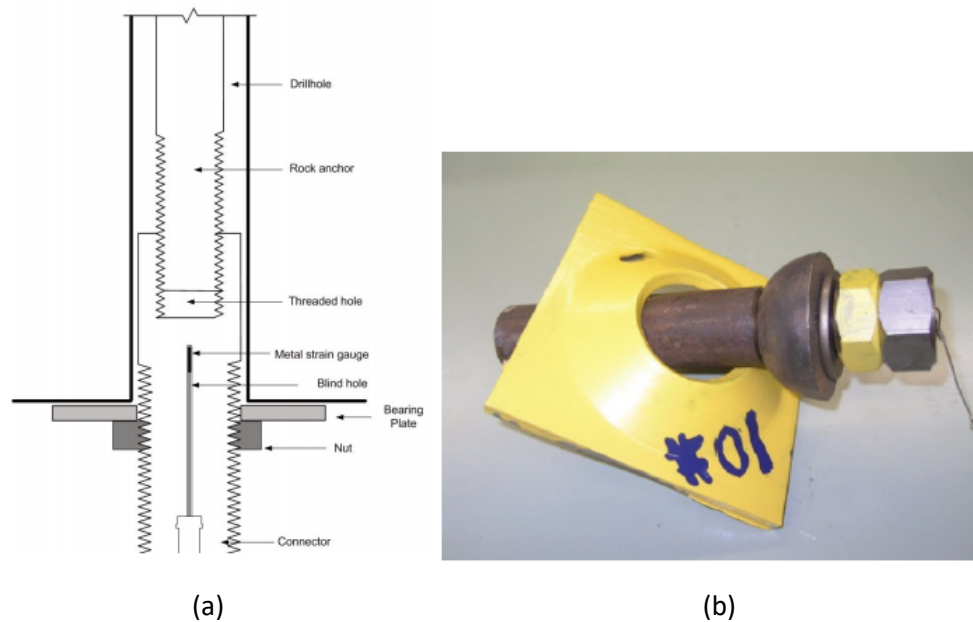 Drillhole
Rock anchor
Threaded hole
Metal strain gauge
Blind hole
Bearing
Plate
Nut
Connector
#01
(a)
(b)